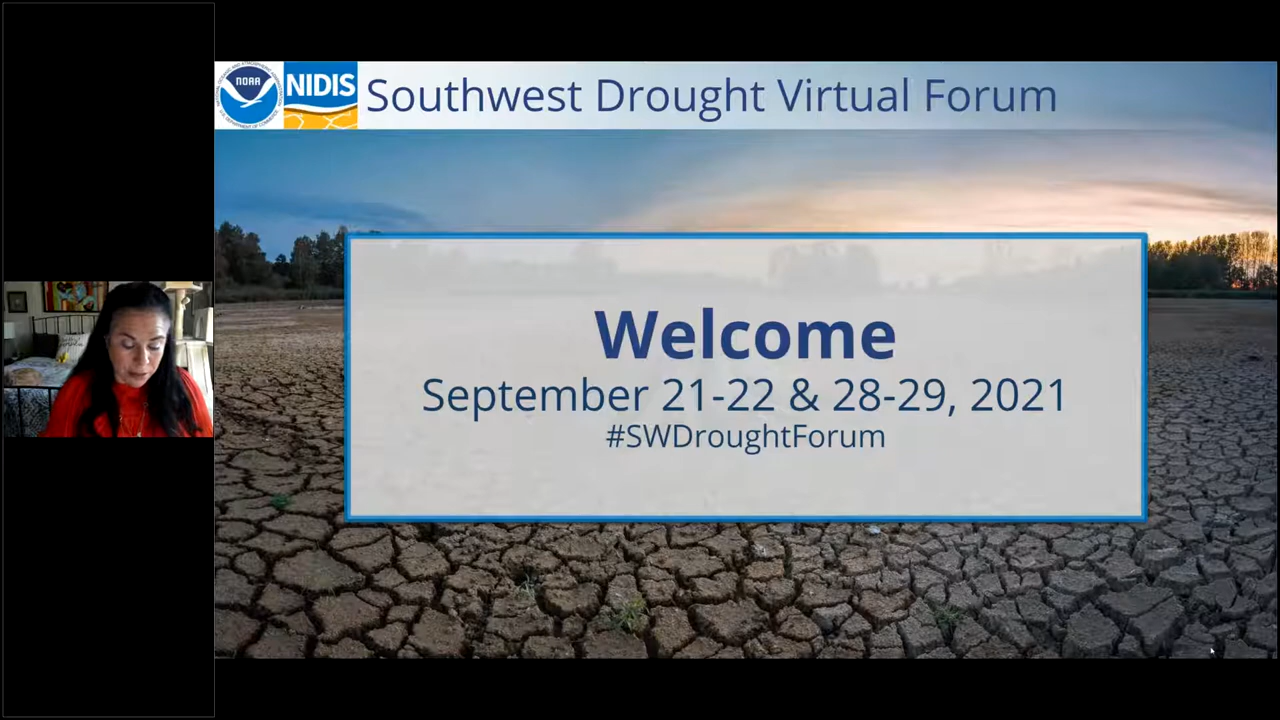 NOAA
NIDIS
Southwest Drought Virtual Forum
Welcome
September 21-22 & 28-29, 2021
#SWDroughtForum